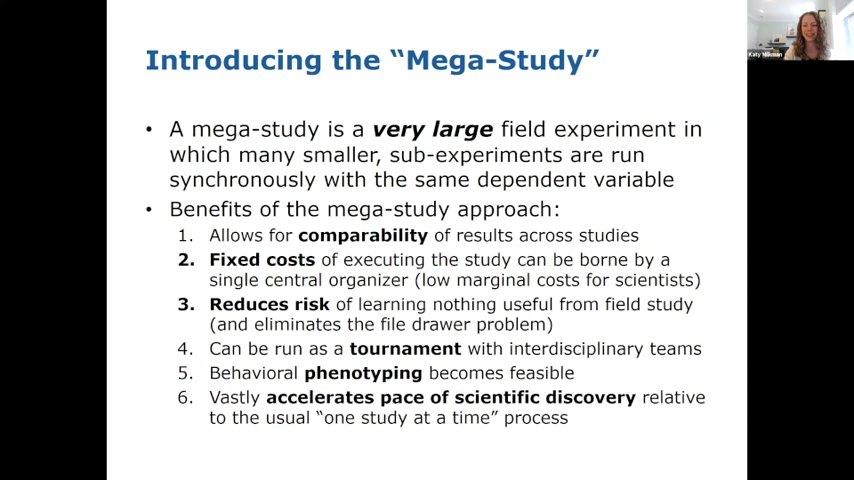 Introducing the “Mega-Study”
Katy Milkman
• A mega-study is a very large field experiment in
which many smaller, sub-experiments are run
synchronously with the same dependent variable
• Benefits of the mega-study approach:
1. Allows for comparability of results across studies
2. Fixed costs of executing the study can be borne by a
single central organizer (low marginal costs for scientists)
3. Reduces risk of learning nothing useful from field study
(and eliminates the file drawer problem)
4. Can be run as a tournament with interdisciplinary teams
5. Behavioral phenotyping becomes feasible
6. Vastly accelerates pace of scientific discovery relative
to the usual “one study at a time” process